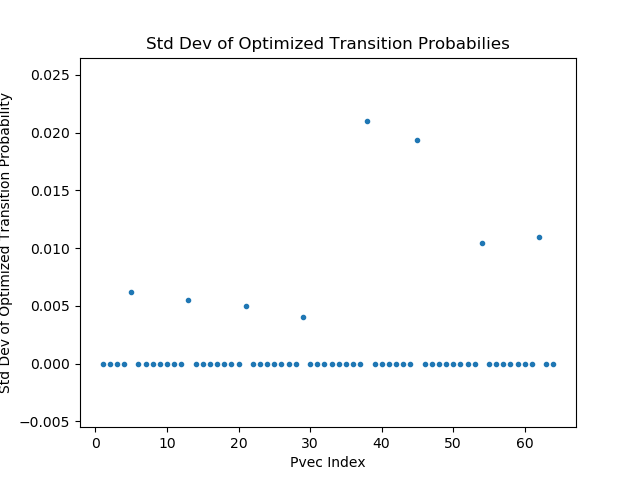 Std Dev of Optimized Transition Probabilies
Std Dev of Optimized Transition Probability
0.025
0.020
0.015
0.010
0.005
0.000
−0.005
0 10 20 30 40 50 60
Pvec Index